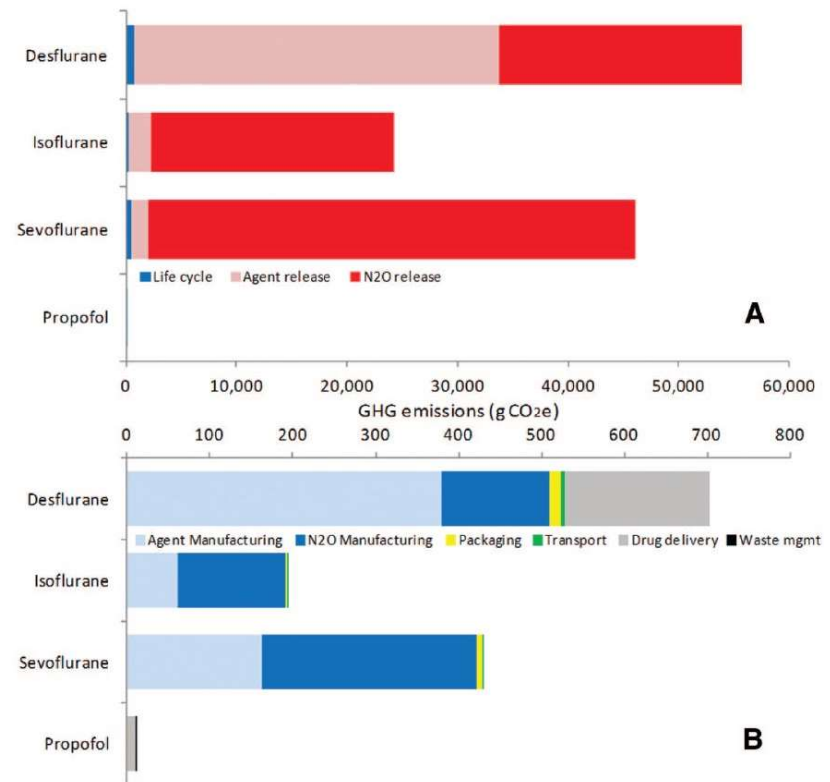 Desflurane
Isoflurane
Sevoflurane
Life cycle Agent release N2O release
Propofol
A
0 10,000 20,000 30,000 40,000 50,000 60,000
GHG emissions (g CO2e)
0 100 200 300 400 500 600 700 800
Desflurane
Agent Manufacturing N2O Manufacturing Packaging Transport Drug delivery Waste mgmt
Isoflurane
Sevoflurane
Propofol
B